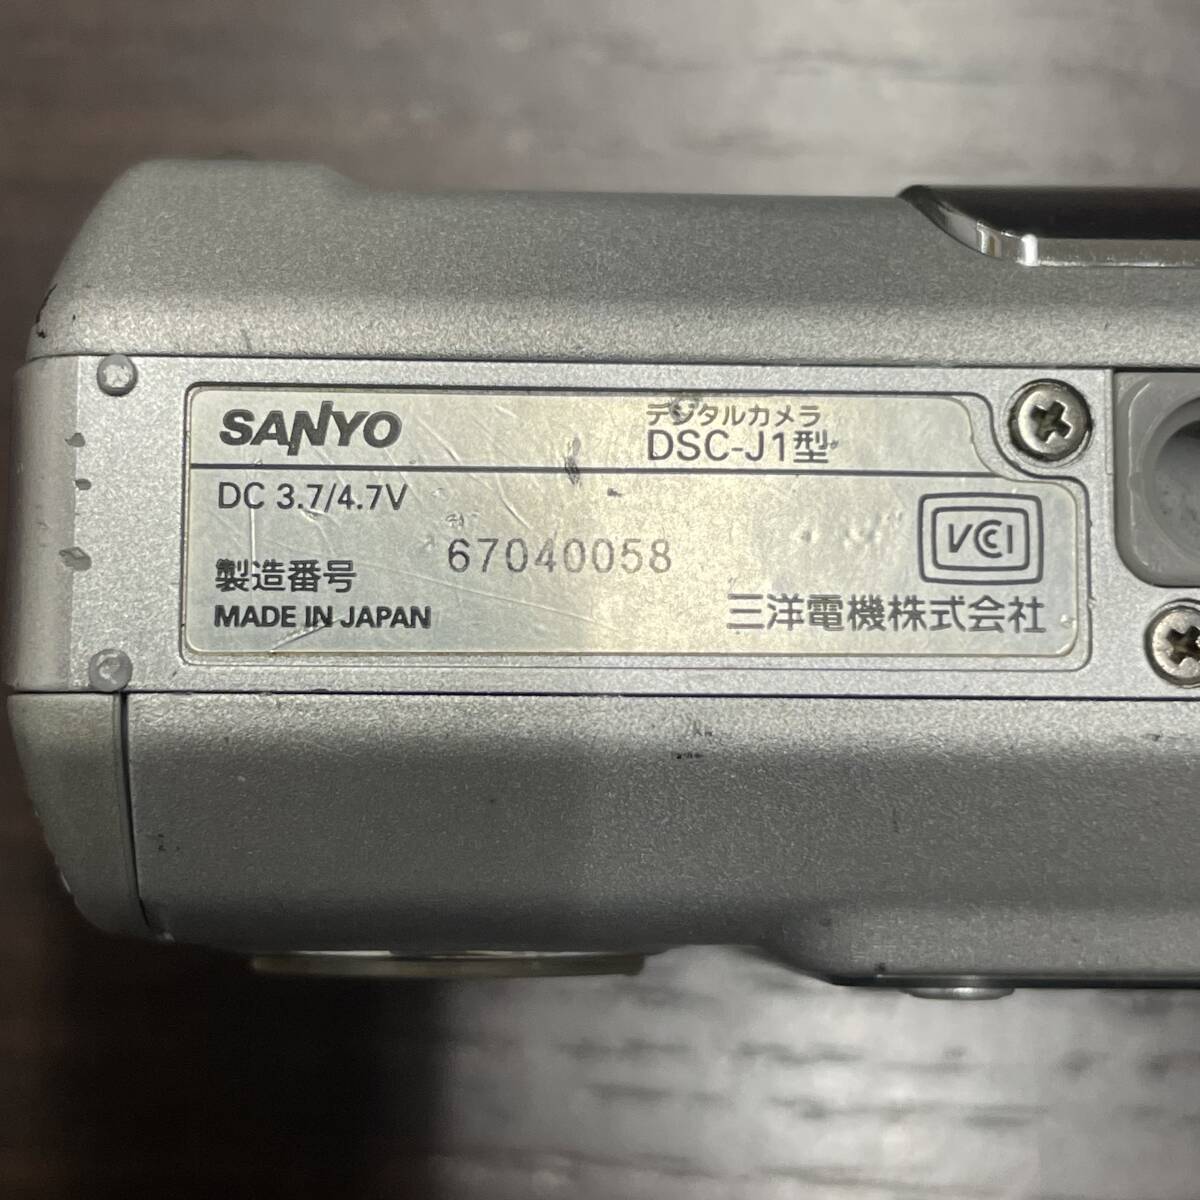 SANYO
デジタルカメラ
DSC-J1型
DC 3.7/4.7V
製造番号 67040058
MADE IN JAPAN
VCCI
三洋電機株式会社